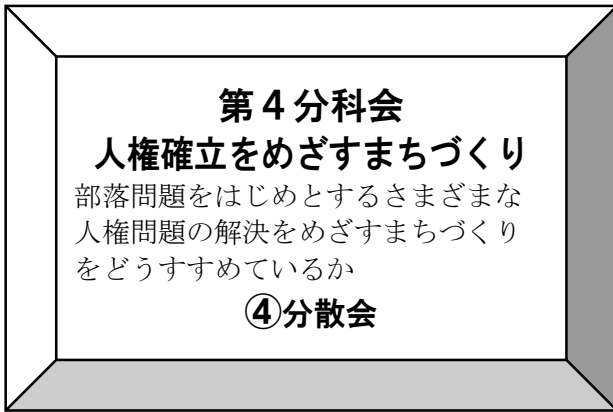 第４分科会
人権確立をめざすまちづくり
部落問題をはじめとするさまざまな
人権問題の解決をめざすまちづくり
をどうすすめているか
④分散会